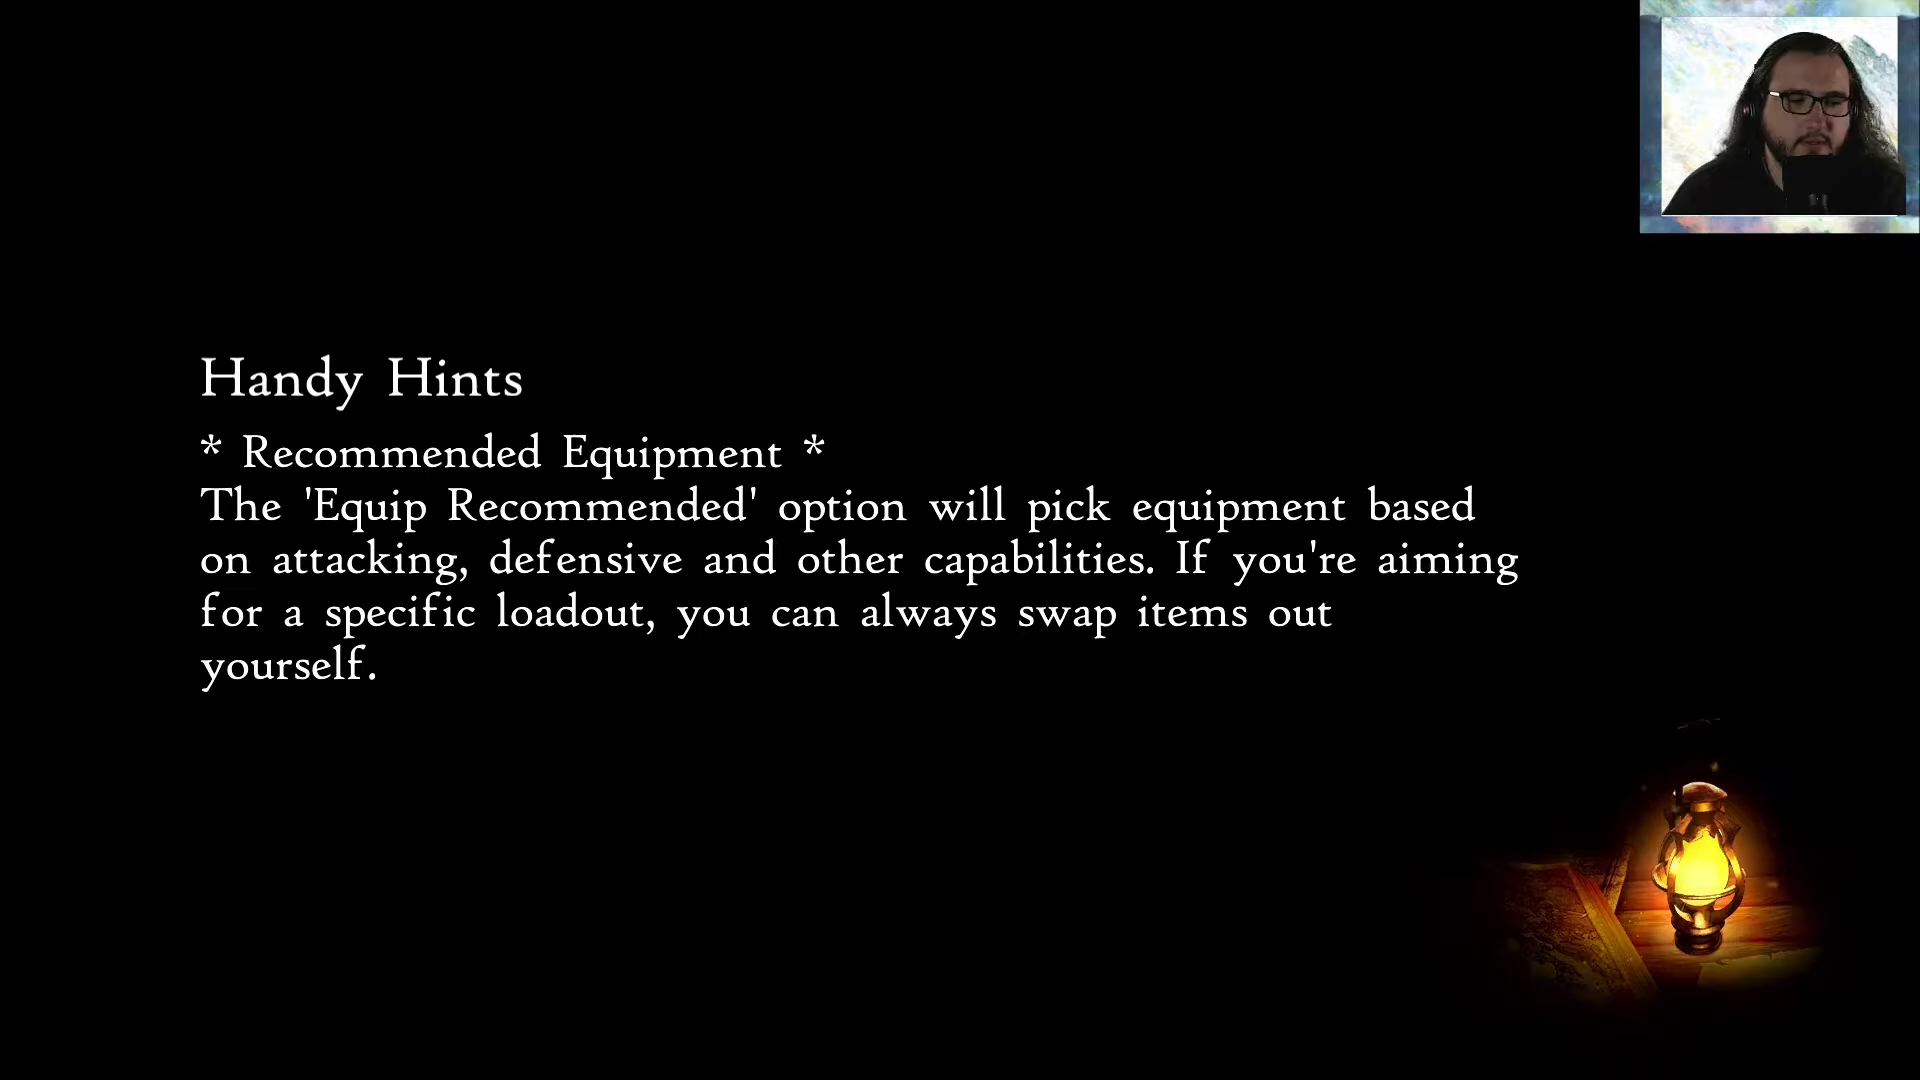 Handy Hints
* Recommended Equipment *
The 'Equip Recommended' option will pick equipment based
on attacking, defensive and other capabilities. If you're aiming
for a specific loadout, you can always swap items out
yourself.